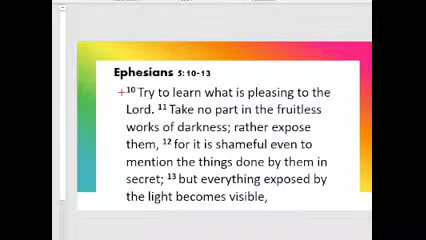 Ephesians 5:10-13
10 Try to learn what is pleasing to the
Lord. 11 Take no part in the fruitless
works of darkness; rather expose
them, 12 for it is shameful even to
mention the things done by them in
secret; 13 but everything exposed by
the light becomes visible,